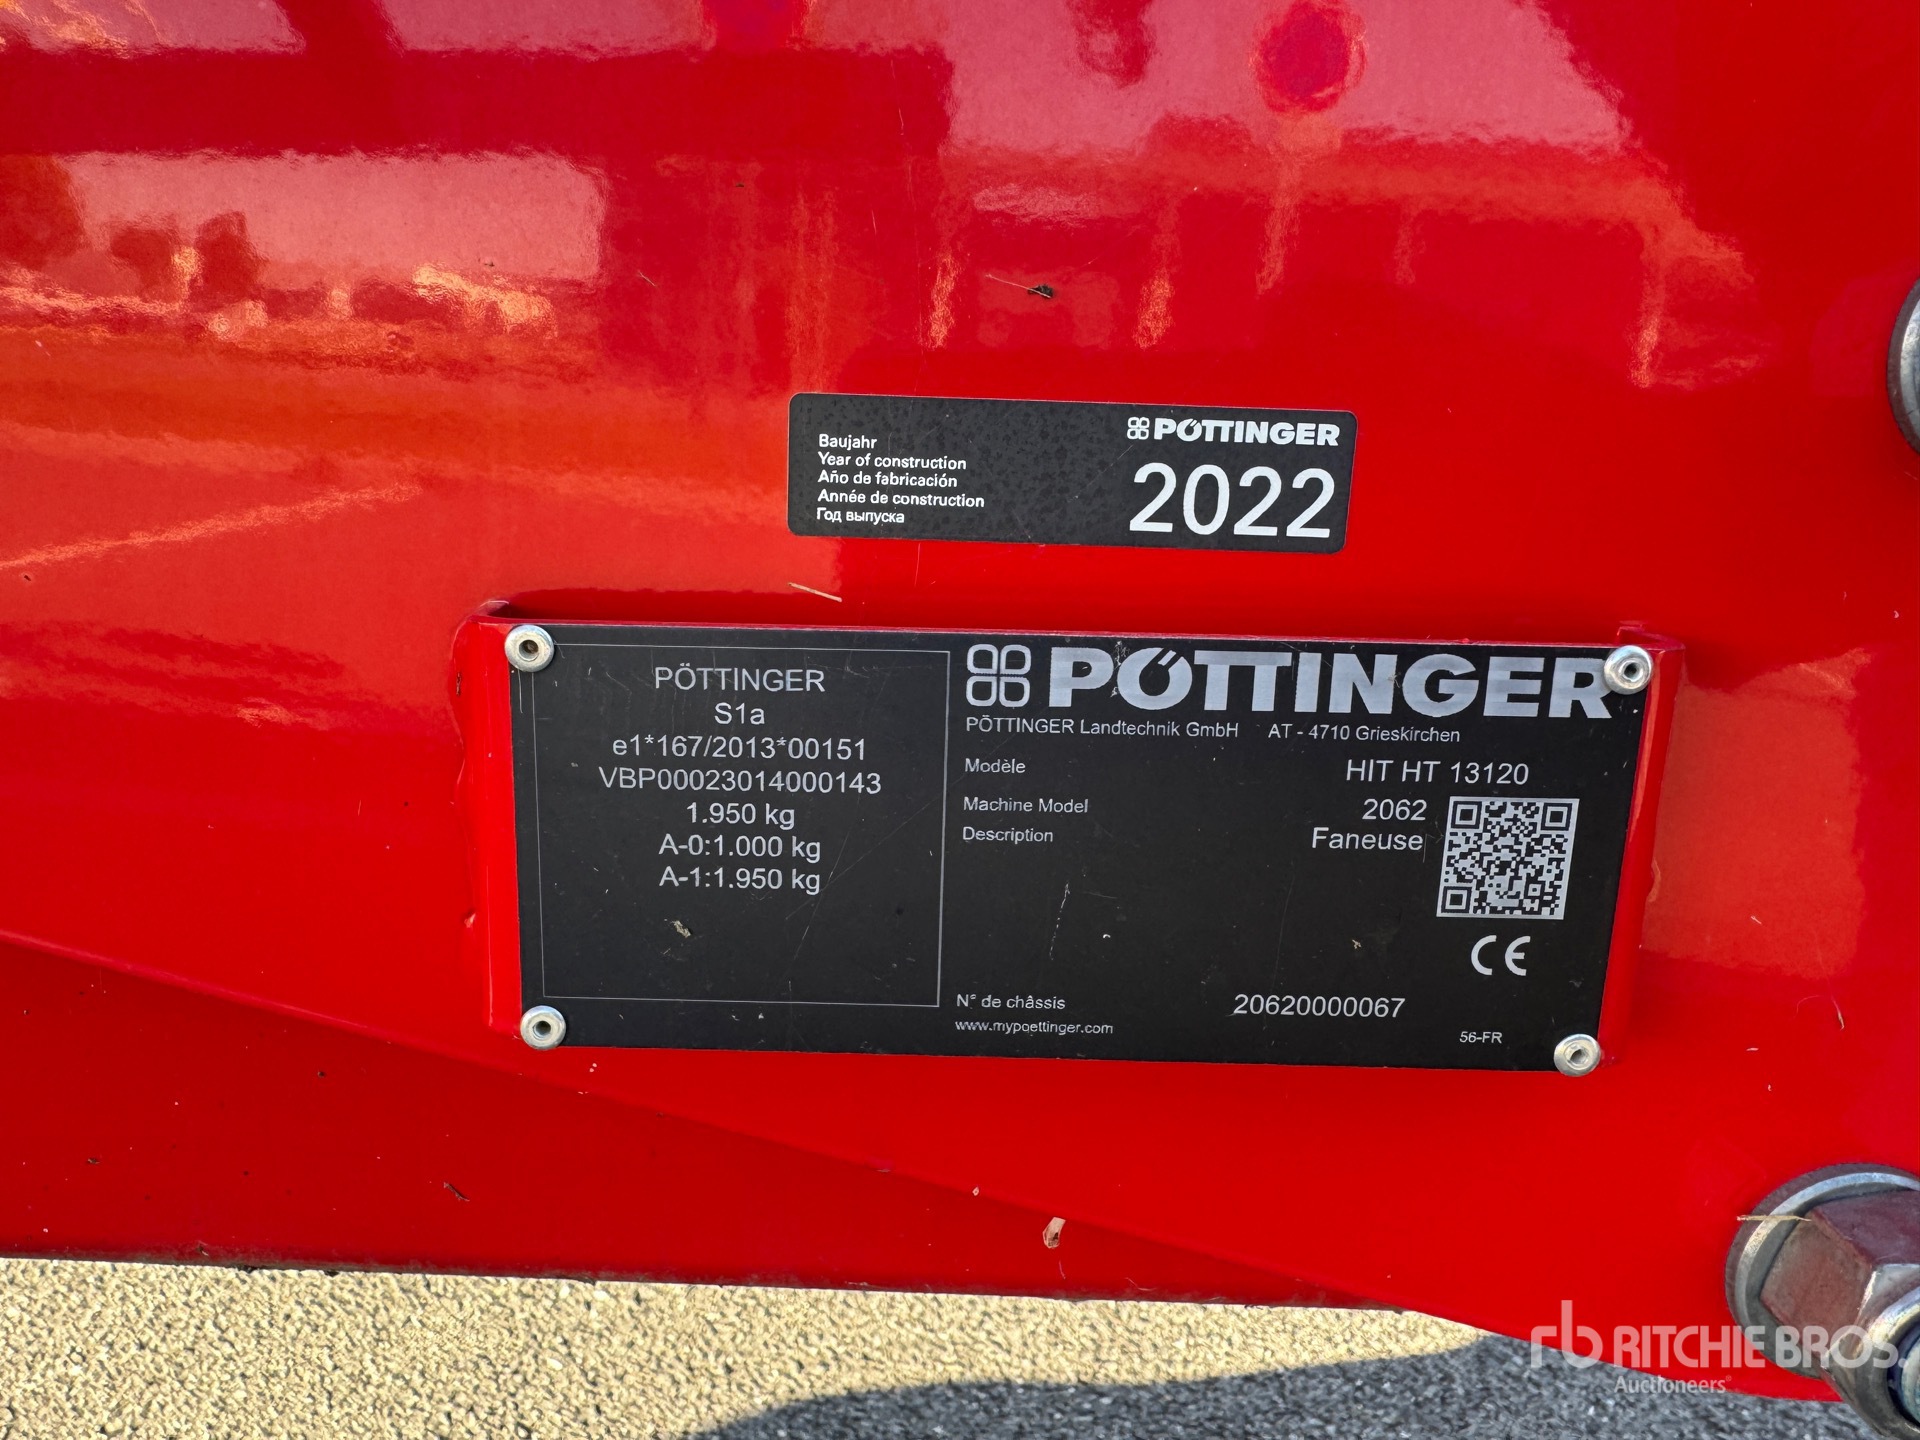 PÖTTINGER
Baujahr
Year of construction
Año de fabricación
Année de construction
Год выпуска
2022
PÖTTINGER
S1a
e1*167/2013*00151
VBP00023014000143
1.950 kg
A-0:1.000 kg
A-1:1.950 kg
PÖTTINGER
PÖTTINGER Landtechnik GmbH AT - 4710 Grieskirchen
Modèle HIT HT 13120
Machine Model 2062
Description Faneuse
CE
N° de châssis 20620000067
www.mypoettinger.com
56-FR
rb RITCHIE BROS.
Auctioneers